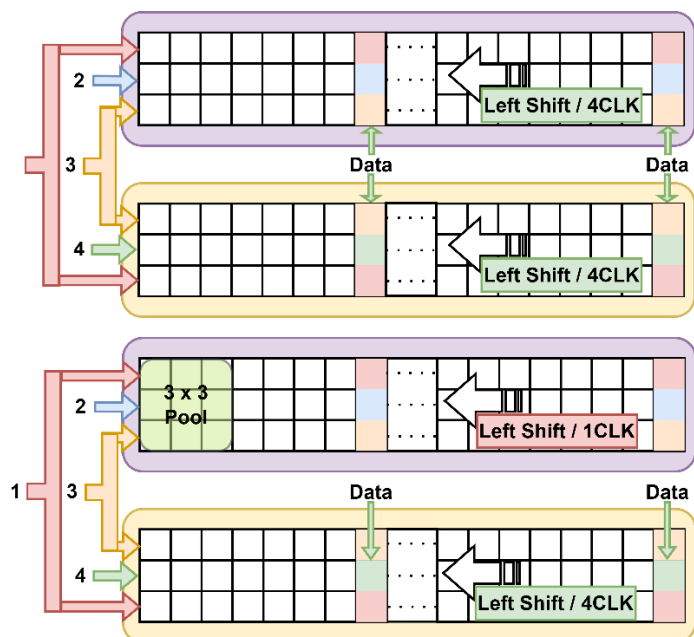 2
Left Shift / 4CLK
3
Data
Data
4
Left Shift / 4CLK
3 x 3
Pool
2
Left Shift / 1CLK
1
3
Data
Data
4
Left Shift / 4CLK